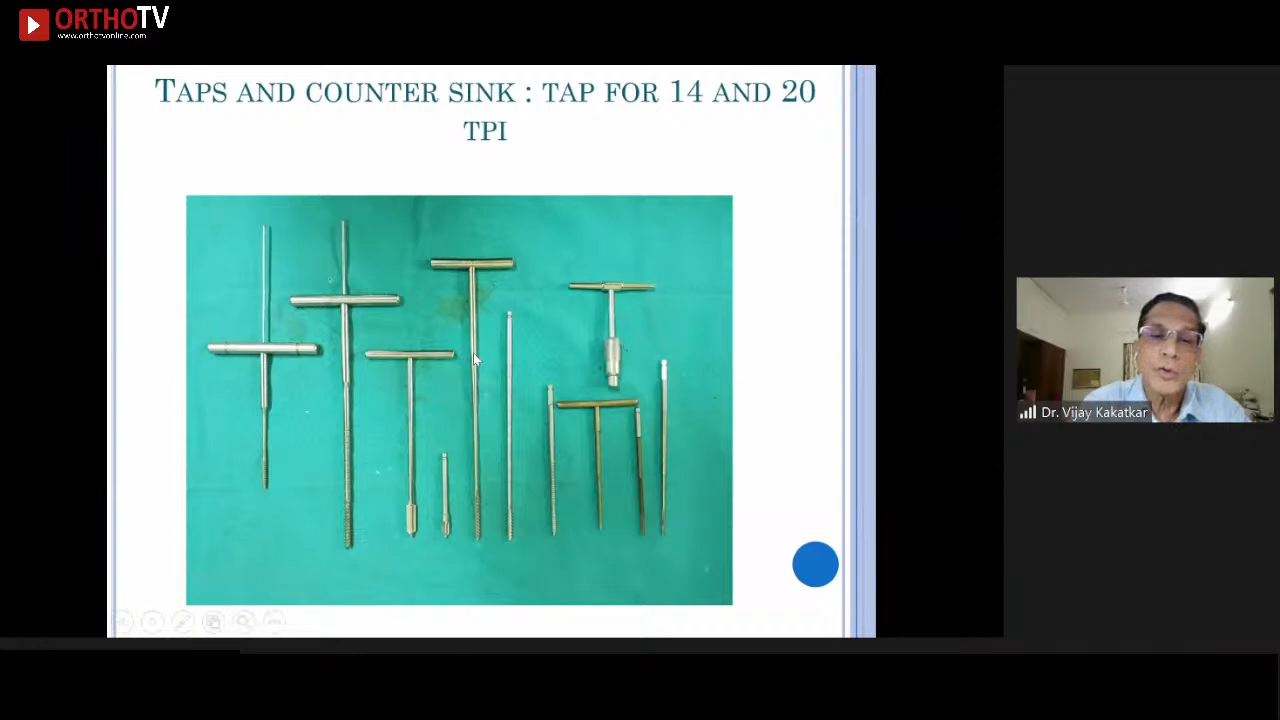 ORTHOTV
www.orthotvonline.com
TAPS AND COUNTER SINK : TAP FOR 14 AND 20
TPI
Dr. Vijay Kakatkar